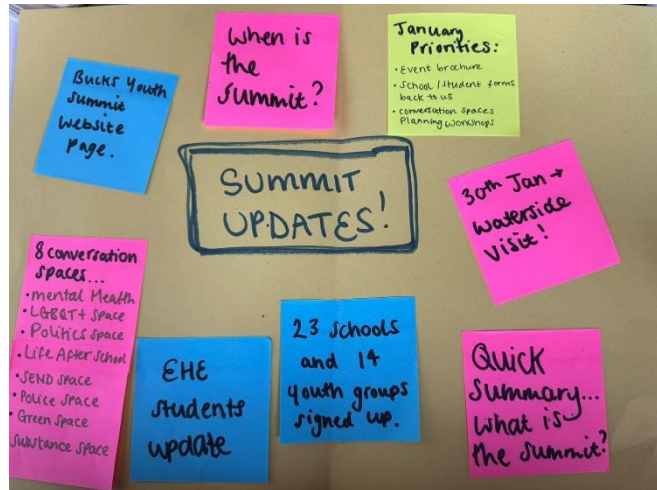 When is
the
summit?
January
Priorities:
• Event brochure
• School / student forms
back to us
• conversation spaces
Planning workshops
Bucks Youth
Summit
Website
Page.
SUMMIT
UPDATES!
30th Jan →
Waterside
visit!
8 conversation
spaces...
• mental Health
• LGBQT+ Space
• Politics Space
• Life After School
• SEND space
• Police space
• Green space
Substance space
EHE
students
update
23 schools
and 14
youth groups
signed up.
Quick
Summary...
what is
the summit?